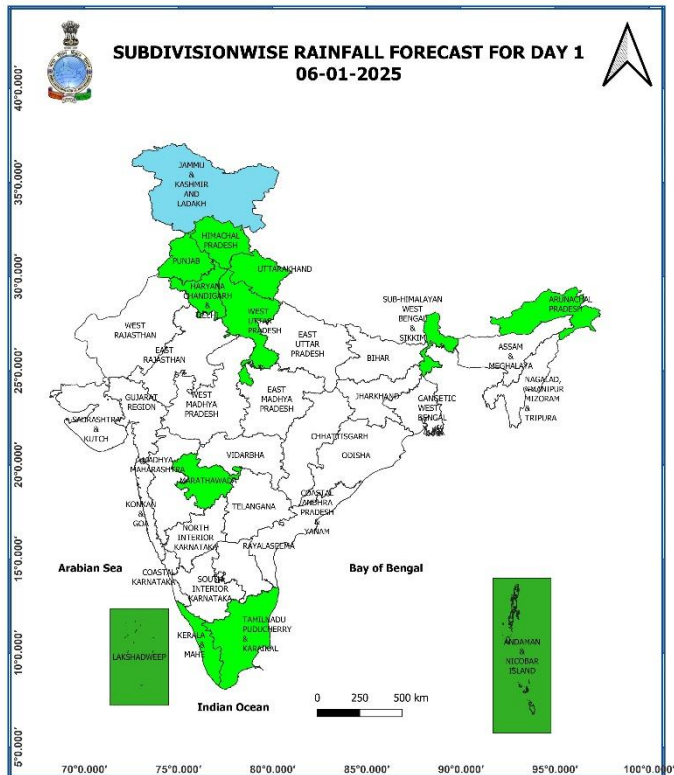 SUBDIVISIONWISE RAINFALL FORECAST FOR DAY 1
06-01-2025
40°0.000'
35°0.000'
30°0.000'
25°0.000'
20°0.000'
15°0.000'
10°0.000'
5°0.000'
JAMMU
&
KASHMIR
AND
LADAKH
HIMACHAL
PRADESH
PUNJAB
UTTARAKHAND
HARYANA
CHANDIGARH
&
DELHI
WEST
UTTAR
PRADESH
EAST
UTTAR
PRADESH
WEST
RAJASTHAN
EAST
RAJASTHAN
SUB-HIMALAYAN
WEST
BENGAL
&
SIKKIM
ARUNACHAL
PRADESH
ASSAM
&
MEGHALAYA
NAGALAD,
MANIPUR
MIZORAM
&
TRIPURA
BIHAR
JHARKHAND
GANGETIC
WEST
BENGAL
GUJARAT
REGION
SAURASHTRA
&
KUTCH
WEST
MADHYA
PRADESH
EAST
MADHYA
PRADESH
CHHATITSGARH
ODISHA
VIDARBHA
MADHYA
MAHARASHTRA
MARATHAWADA
TELANGANA
COASTAL
ANDHRA
PRADESH
&
YANAM
KONKAN
&
GOA
NORTH
INTERIOR
KARNATAKA
RAYALASEEMA
COASTAL
KARNATAKA
SOUTH
INTERIOR
KARNATAKA
Arabian Sea
Bay of Bengal
TAMILNADU
PUDUCHERRY
&
KARAIKAL
KERALA
&
MAHE
LAKSHADWEEP
ANDAMAN
&
NICOBAR
ISLAND
Indian Ocean
0 250 500 km
70°0.000' 75°0.000' 80°0.000' 85°0.000' 90°0.000' 95°0.000' 100°0.000'